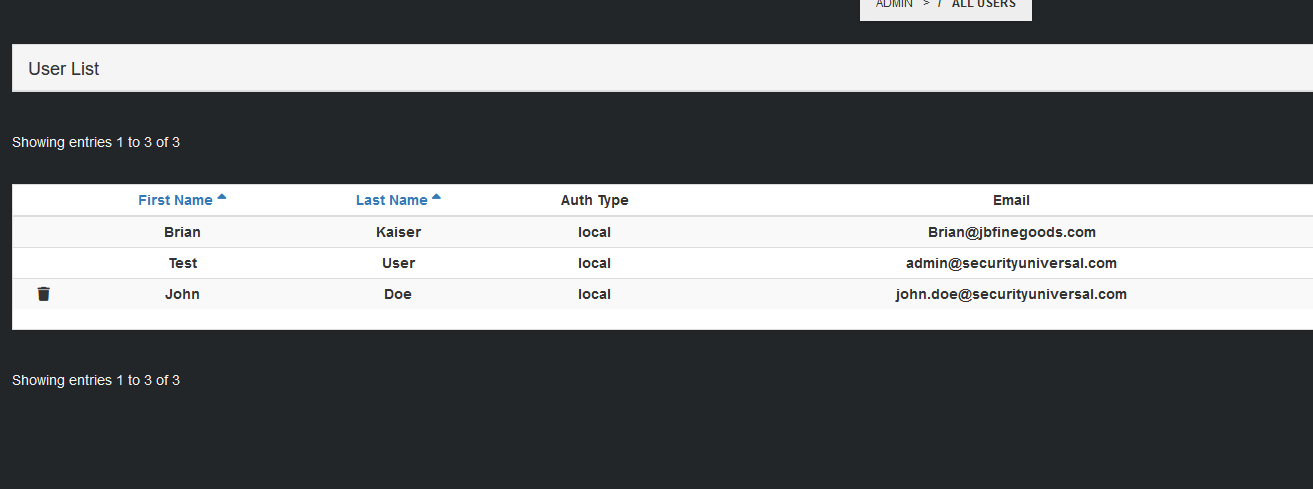 ADMIN > / ALL USERS
User List
Showing entries 1 to 3 of 3
First Name Last Name Auth Type Email
Brian Kaiser local Brian@jbfinegoods.com
Test User local admin@securityuniversal.com
John Doe local john.doe@securityuniversal.com
Showing entries 1 to 3 of 3